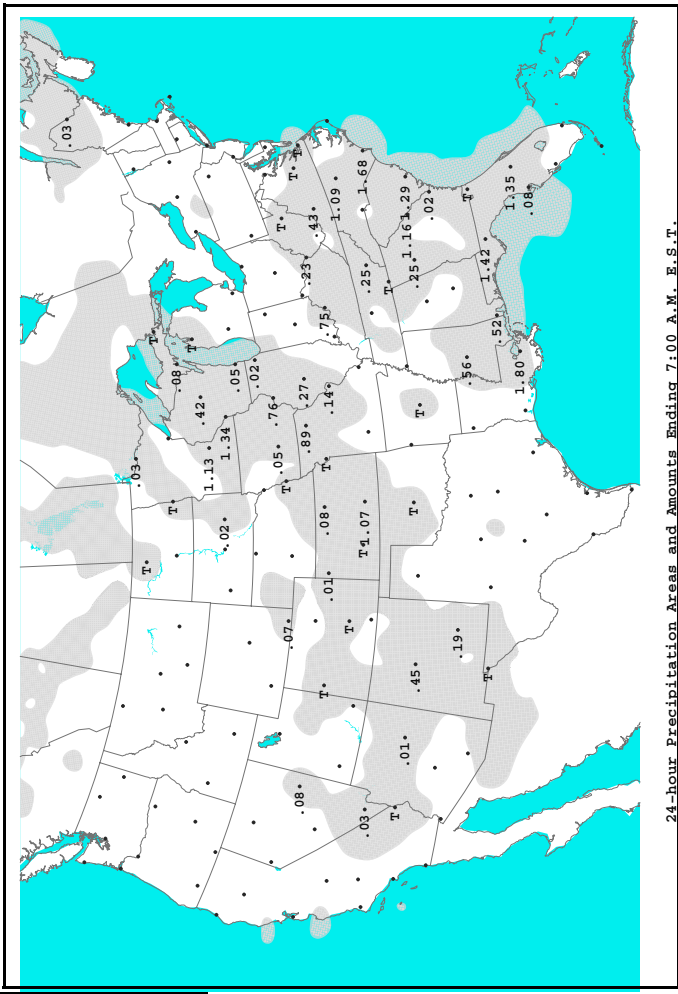 .03
.03
T
T
T
.08
T
.42
1.13
.02
1.34
.05
.02
.76
.05
T
T
.07
T
T
.08
.89
.27
.23
.43
T
.08
T
.75
.01
.14
1.09
T
1.68
.03
T
1.07
.25
T
T
.01
1.16
1.29
.45
T
.25
T
.02
.19
.56
T
T
1.42
.52
1.35
1.80
.08
24-hour Precipitation Areas and Amounts Ending 7:00 A.M. E.S.T.